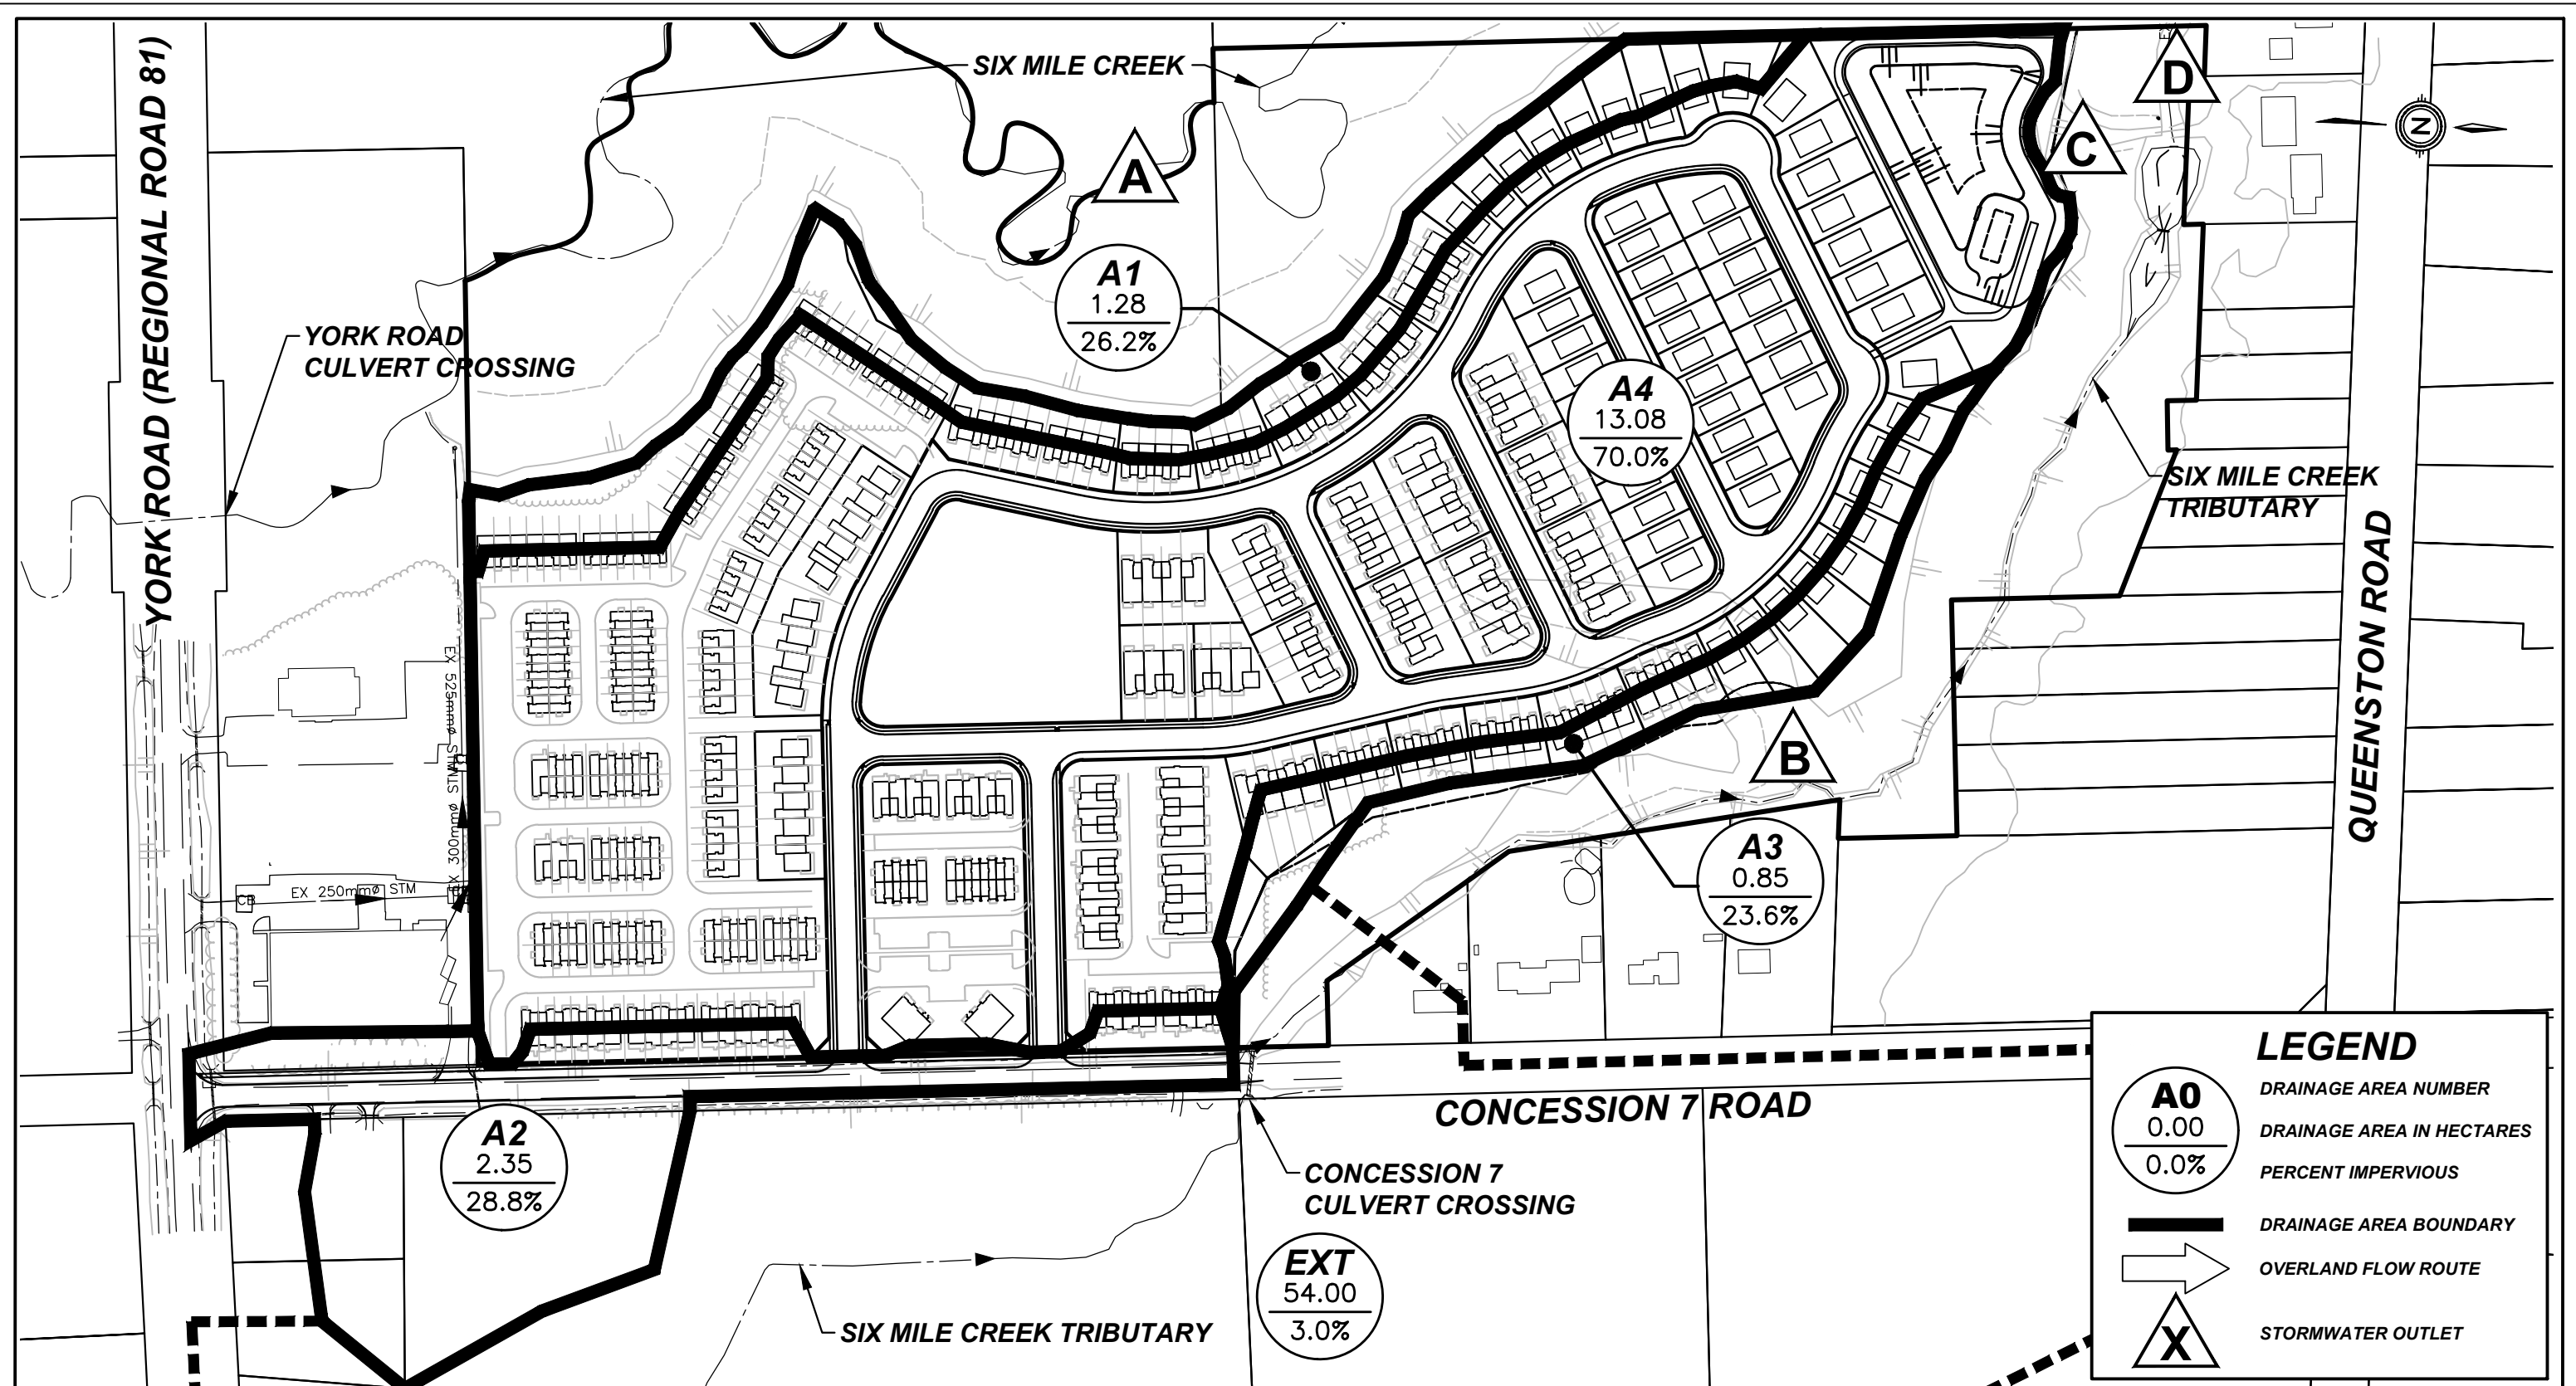 YORK ROAD (REGIONAL ROAD 81)
SIX MILE CREEK
A
D
C
N
A1
1.28
26.2%
YORK ROAD
CULVERT CROSSING
A4
13.08
70.0%
SIX MILE CREEK
TRIBUTARY
QUEENSTON ROAD
EX 525mmø STM
B
A3
0.85
23.6%
EX 300mmø STM
CB
EX 250mmø STM
CONCESSION 7 ROAD
A2
2.35
28.8%
CONCESSION 7
CULVERT CROSSING
EXT
54.00
3.0%
SIX MILE CREEK TRIBUTARY
LEGEND
A0
0.00
0.0%
DRAINAGE AREA NUMBER
DRAINAGE AREA IN HECTARES
PERCENT IMPERVIOUS
DRAINAGE AREA BOUNDARY
OVERLAND FLOW ROUTE
X
STORMWATER OUTLET